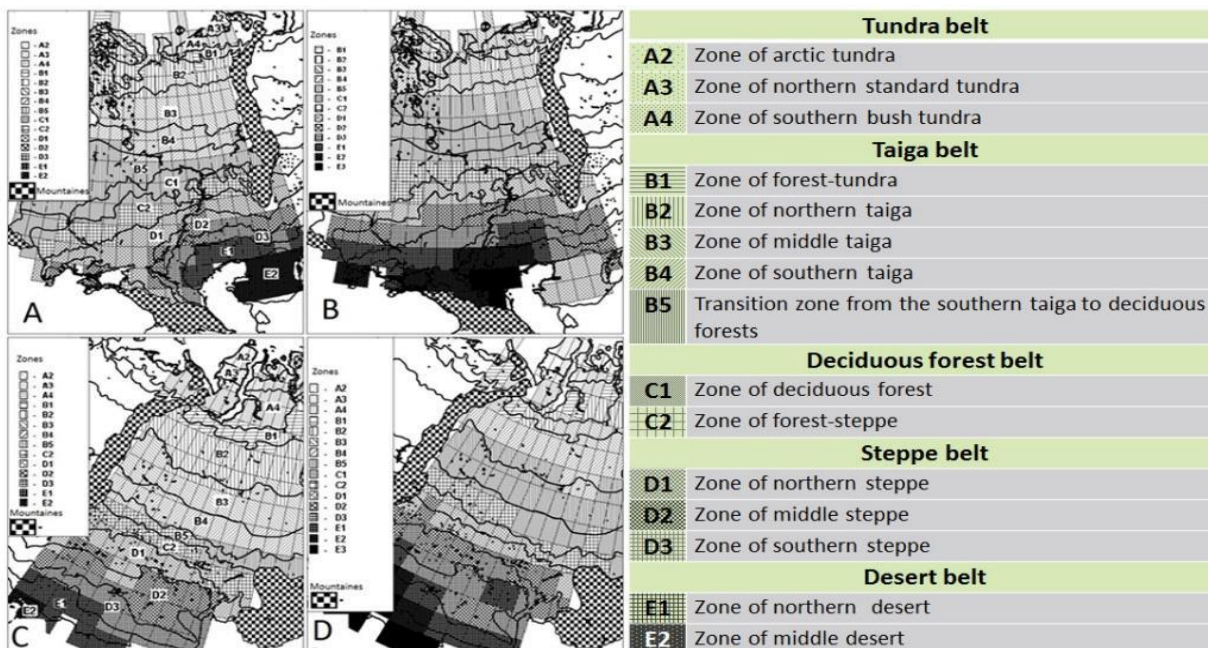 Zones
- A2
- A3
- A4
- B1
- B2
- B3
- B4
- B5
- C1
- C2
- D1
- D2
- D3
- E1
- E2
Mountaines
A2
A3
A4
B1
B2
B3
B4
B5
C1
C2
D2
D1
D3
E1
E2
A
Zones
- B1
- B2
- B3
- B4
- B5
- C1
- C2
- D1
- D2
- D3
- E1
- E2
- E3
Mountaines
B
Zones
- A2
- A3
- A4
- B1
- B2
- B3
- B4
- B5
- C2
- D1
- D2
- D3
- E1
- E2
Mountaines
-
A2
A3
A4
B1
B2
B3
B4
B5
C2
D1
D2
D3
E1
E2
C
Zones
- A2
- A3
- A4
- B1
- B2
- B3
- B4
- B5
- C1
- C2
- D1
- D2
- D3
- E1
- E2
- E3
Mountaines
-
D
Tundra belt
A2 Zone of arctic tundra
A3 Zone of northern standard tundra
A4 Zone of southern bush tundra
Taiga belt
B1 Zone of forest-tundra
B2 Zone of northern taiga
B3 Zone of middle taiga
B4 Zone of southern taiga
B5 Transition zone from the southern taiga to deciduous
forests
Deciduous forest belt
C1 Zone of deciduous forest
C2 Zone of forest-steppe
Steppe belt
D1 Zone of northern steppe
D2 Zone of middle steppe
D3 Zone of southern steppe
Desert belt
E1 Zone of northern desert
E2 Zone of middle desert